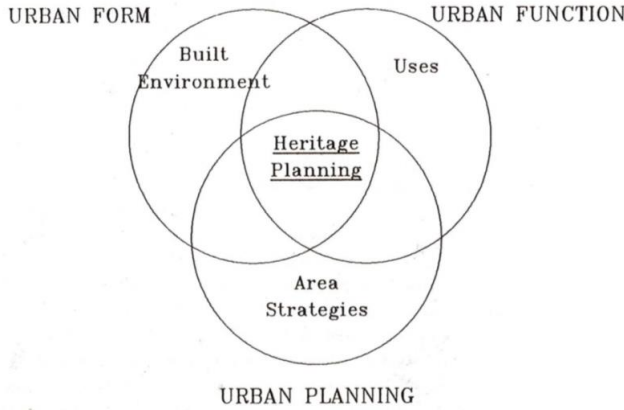 URBAN FORM
URBAN FUNCTION
Built
Environment
Uses
Heritage
Planning
Area
Strategies
URBAN PLANNING